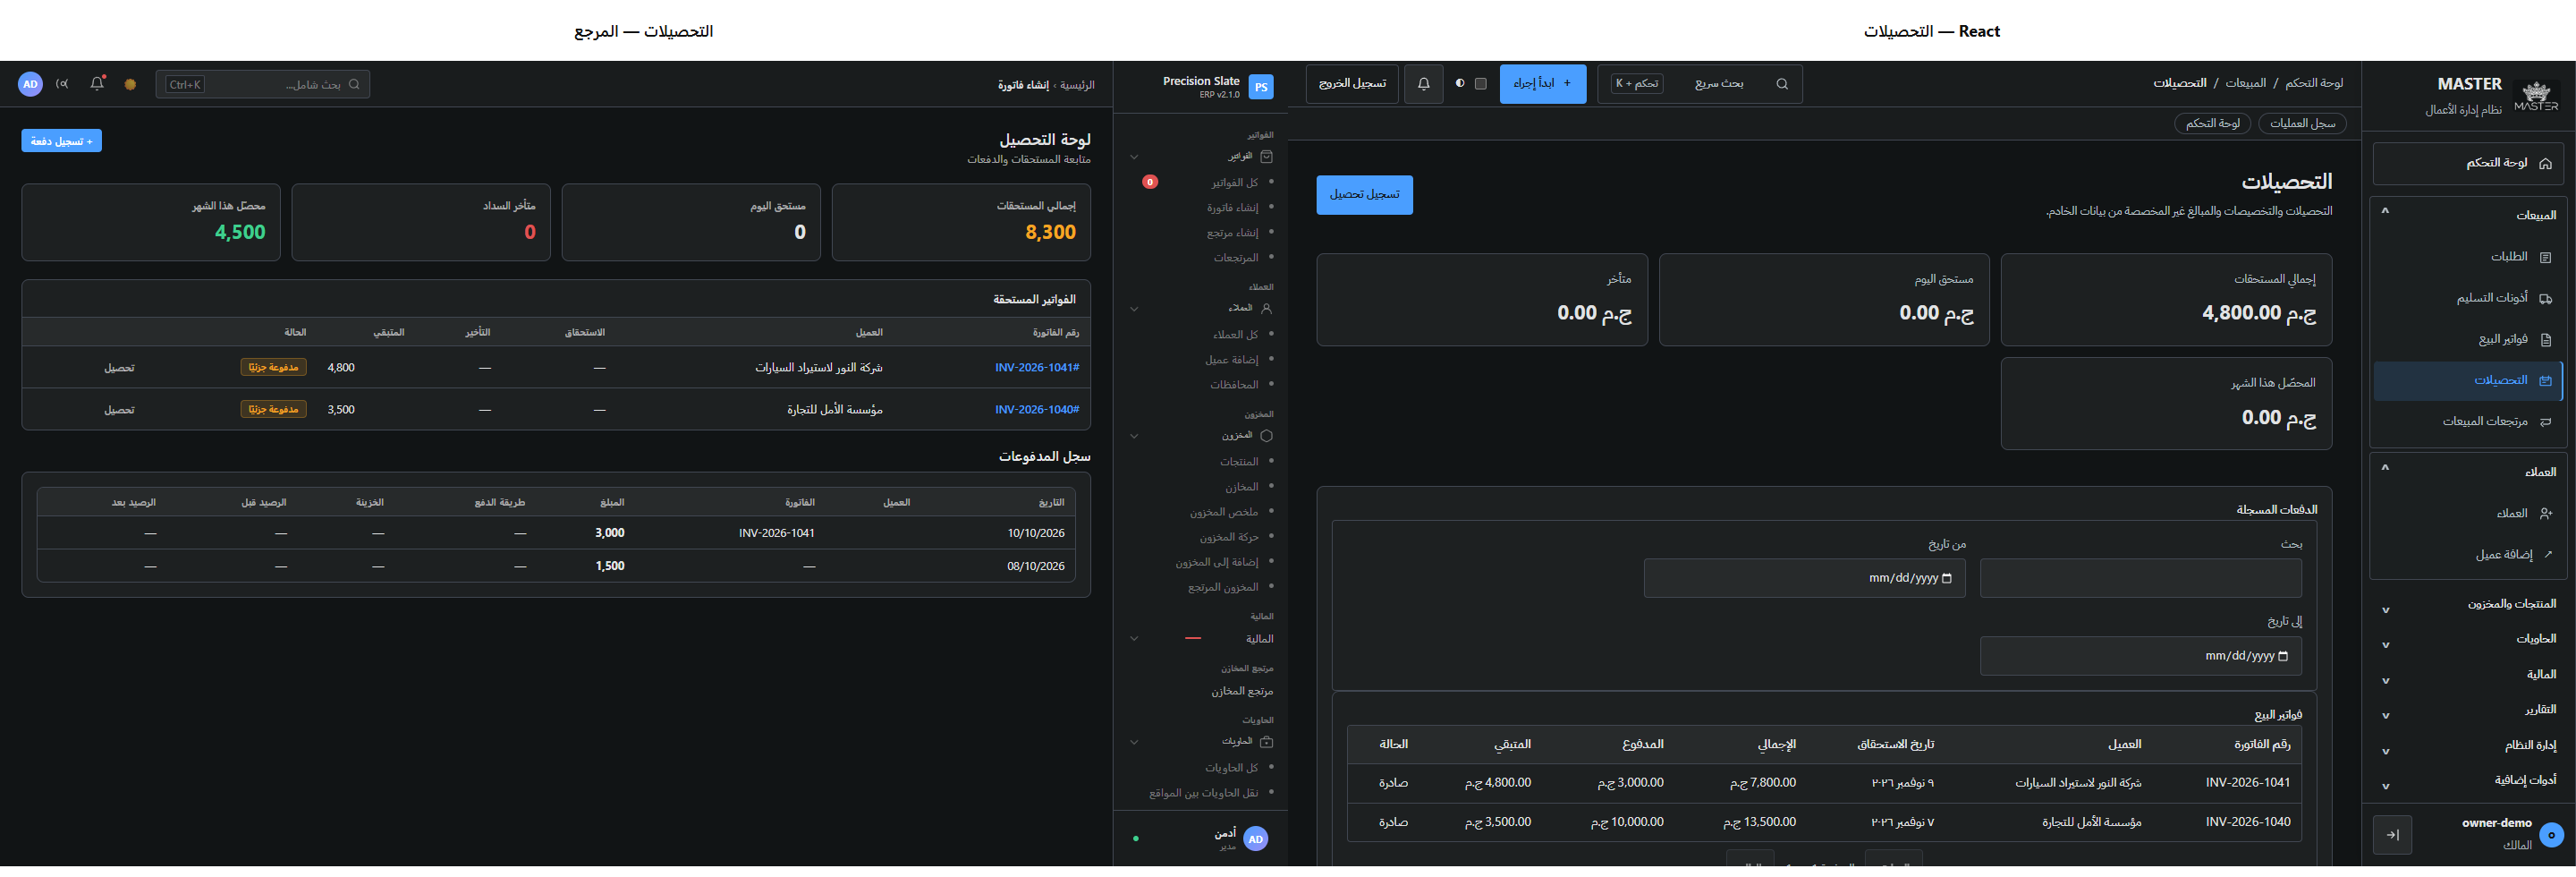 التحصيلات — React
MASTER
نظام إدارة الأعمال
MASTER
لوحة التحكم
المبيعات
الطلبات
أذونات التسليم
فواتير البيع
التحصيلات
مرتجعات المبيعات
العملاء
العملاء
إضافة عميل
المنتجات والمخزون
الحاويات
المالية
التقارير
إدارة النظام
أدوات إضافية
owner-demo
المالك
لوحة التحكم / المبيعات / التحصيلات
بحث سريع
تحكم + K
+ ابدأ إجراء
تسجيل الخروج
سجل العمليات
لوحة التحكم
التحصيلات
التحصيلات والتخصيصات والمبالغ غير المخصصة من بيانات الخادم.
تسجيل تحصيل
إجمالي المستحقات
4,800.00 ج.م
مستحق اليوم
0.00 ج.م
متأخر
0.00 ج.م
المحصّل هذا الشهر
0.00 ج.م
الدفعات المسجلة
بحث
من تاريخ
mm/dd/yyyy
إلى تاريخ
mm/dd/yyyy
فواتير البيع
رقم الفاتورة العميل تاريخ الاستحقاق الإجمالي المدفوع المتبقي الحالة
INV-2026-1041 شركة النور لاستيراد السيارات ٩ نوفمبر ٢٠٢٦ 7,800.00 ج.م 3,000.00 ج.م 4,800.00 ج.م صادرة
INV-2026-1040 مؤسسة الأمل للتجارة ٧ نوفمبر ٢٠٢٦ 13,500.00 ج.م 10,000.00 ج.م 3,500.00 ج.م صادرة
التحصيلات — المرجع
PS
Precision Slate
ERP v2.1.0
الفواتير
الفواتير
كل الفواتير
0
إنشاء فاتورة
إنشاء مرتجع
المرتجعات
العملاء
العملاء
كل العملاء
إضافة عميل
المحافظات
المخزون
المخزون
المنتجات
المخازن
ملخص المخزون
حركة المخزون
إضافة إلى المخزون
المخزون المرتجع
المالية
المالية
مرتجع المخازن
مرتجع المخازن
الحاويات
الحاويات
كل الحاويات
نقل الحاويات بين المواقع
AD
أدمن
مدير
الرئيسية › إنشاء فاتورة
بحث شامل...
Ctrl+K
AD
لوحة التحصيل
متابعة المستحقات والدفعات
+ تسجيل دفعة
إجمالي المستحقات
8,300
مستحق اليوم
0
متأخر السداد
0
محصّل هذا الشهر
4,500
الفواتير المستحقة
رقم الفاتورة العميل الاستحقاق التأخير المتبقي الحالة
#INV-2026-1041 شركة النور لاستيراد السيارات — — 4,800 مدفوعة جزئيًا تحصيل
#INV-2026-1040 مؤسسة الأمل للتجارة — — 3,500 مدفوعة جزئيًا تحصيل
سجل المدفوعات
التاريخ العميل الفاتورة المبلغ طريقة الدفع الخزينة الرصيد قبل الرصيد بعد
10/10/2026 INV-2026-1041 3,000 — — — —
08/10/2026 — 1,500 — — — —